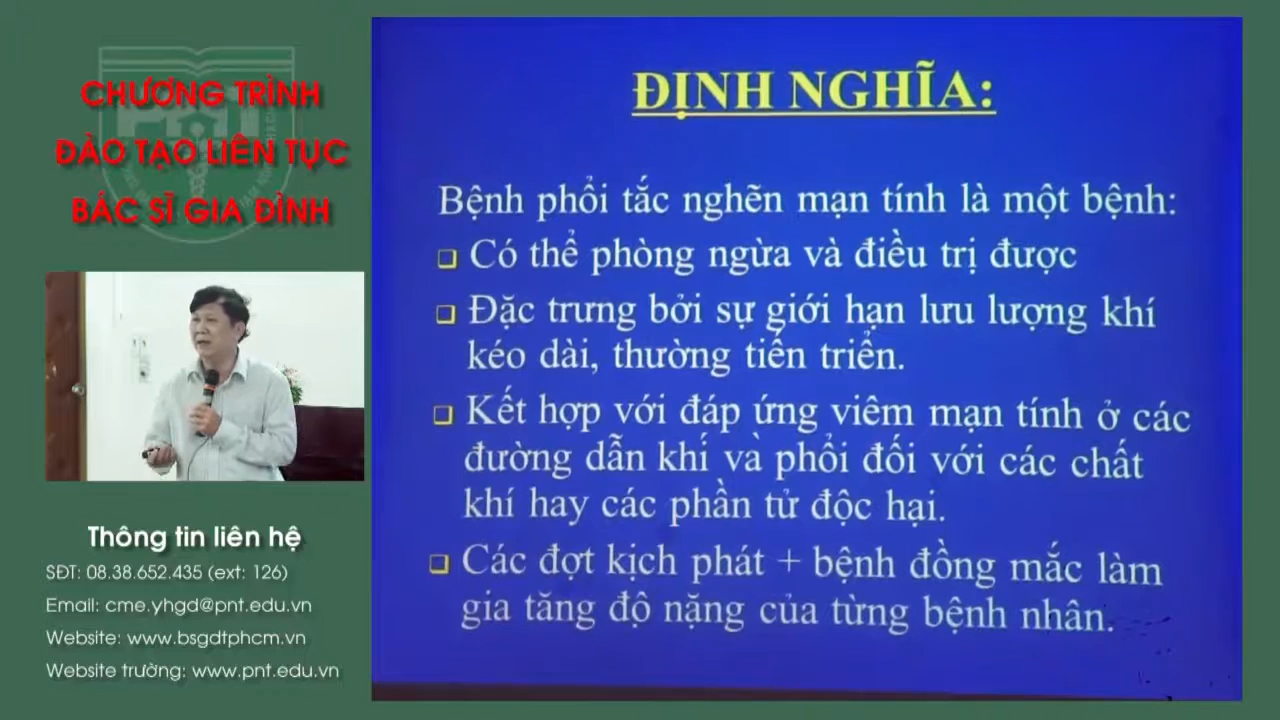 CHƯƠNG TRÌNH
ĐÀO TẠO LIÊN TỤC
BÁC SĨ GIA ĐÌNH
Thông tin liên hệ
SĐT: 08.38.652.435 (ext: 126)
Email: cme.yhgd@pnt.edu.vn
Website: www.bsgdtphcm.vn
Website trường: www.pnt.edu.vn
ĐỊNH NGHĨA:
Bệnh phổi tắc nghẽn mạn tính là một bệnh:
Có thể phòng ngừa và điều trị được
Đặc trưng bởi sự giới hạn lưu lượng khí
kéo dài, thường tiến triển.
Kết hợp với đáp ứng viêm mạn tính ở các
đường dẫn khí và phổi đối với các chất
khí hay các phần tử độc hại.
Các đợt kịch phát + bệnh đồng mắc làm
gia tăng độ nặng của từng bệnh nhân.